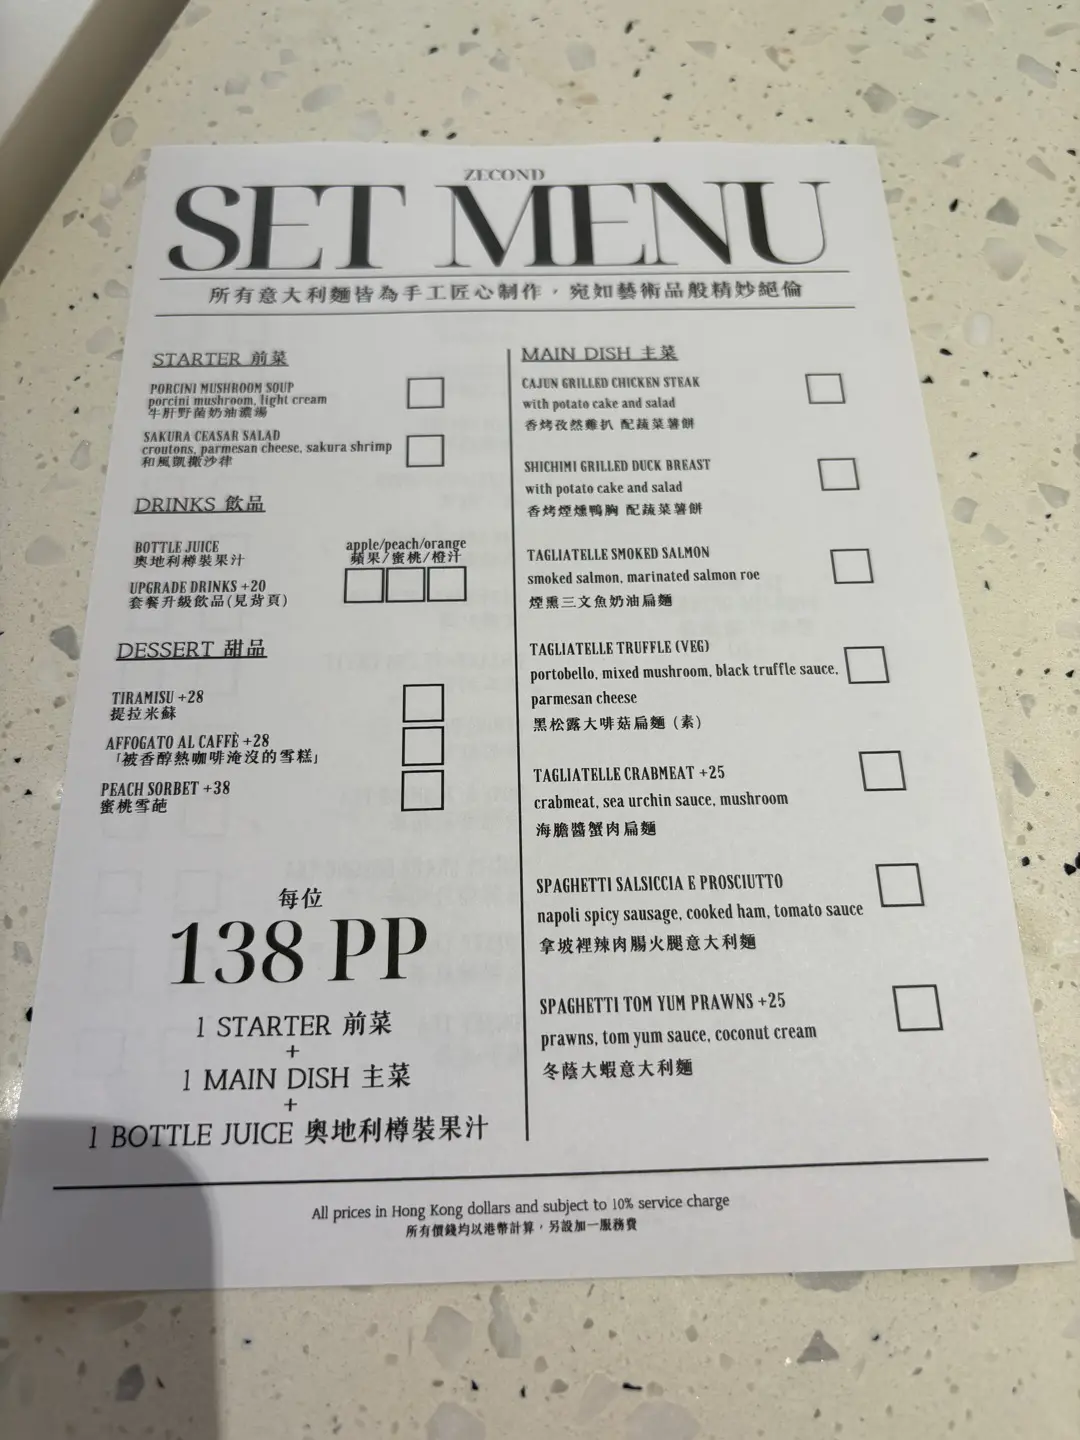 ZECOND
SET MENU
所有意大利麵皆為手工匠心制作，宛如藝術品般精妙絕倫
STARTER 前菜
PORCINI MUSHROOM SOUP
porcini mushroom, light cream
牛肝野菌奶油濃湯
SAKURA CEASAR SALAD
croutons, parmesan cheese, sakura shrimp
和風凱撒沙律
DRINKS 飲品
BOTTLE JUICE
奧地利樽裝果汁
apple/peach/orange
蘋果/蜜桃/橙汁
UPGRADE DRINKS +20
套餐升級飲品(見背頁)
DESSERT 甜品
TIRAMISU +28
提拉米蘇
AFFOGATO AL CAFFÈ +28
「被香醇熱咖啡淹沒的雪糕」
PEACH SORBET +38
蜜桃雪葩
每位
138 PP
1 STARTER 前菜
+
1 MAIN DISH 主菜
+
1 BOTTLE JUICE 奧地利樽裝果汁
MAIN DISH 主菜
CAJUN GRILLED CHICKEN STEAK
with potato cake and salad
香烤孜然雞扒 配蔬菜薯餅
SHICHIMI GRILLED DUCK BREAST
with potato cake and salad
香烤煙燻鴨胸 配蔬菜薯餅
TAGLIATELLE SMOKED SALMON
smoked salmon, marinated salmon roe
煙熏三文魚奶油扁麵
TAGLIATELLE TRUFFLE (VEG)
portobello, mixed mushroom, black truffle sauce,
parmesan cheese
黑松露大啡菇扁麵 (素)
TAGLIATELLE CRABMEAT +25
crabmeat, sea urchin sauce, mushroom
海膽醬蟹肉扁麵
SPAGHETTI SALSICCIA E PROSCIUTTO
napoli spicy sausage, cooked ham, tomato sauce
拿坡裡辣肉腸火腿意大利麵
SPAGHETTI TOM YUM PRAWNS +25
prawns, tom yum sauce, coconut cream
冬蔭大蝦意大利麵
All prices in Hong Kong dollars and subject to 10% service charge
所有價錢均以港幣計算，另設加一服務費